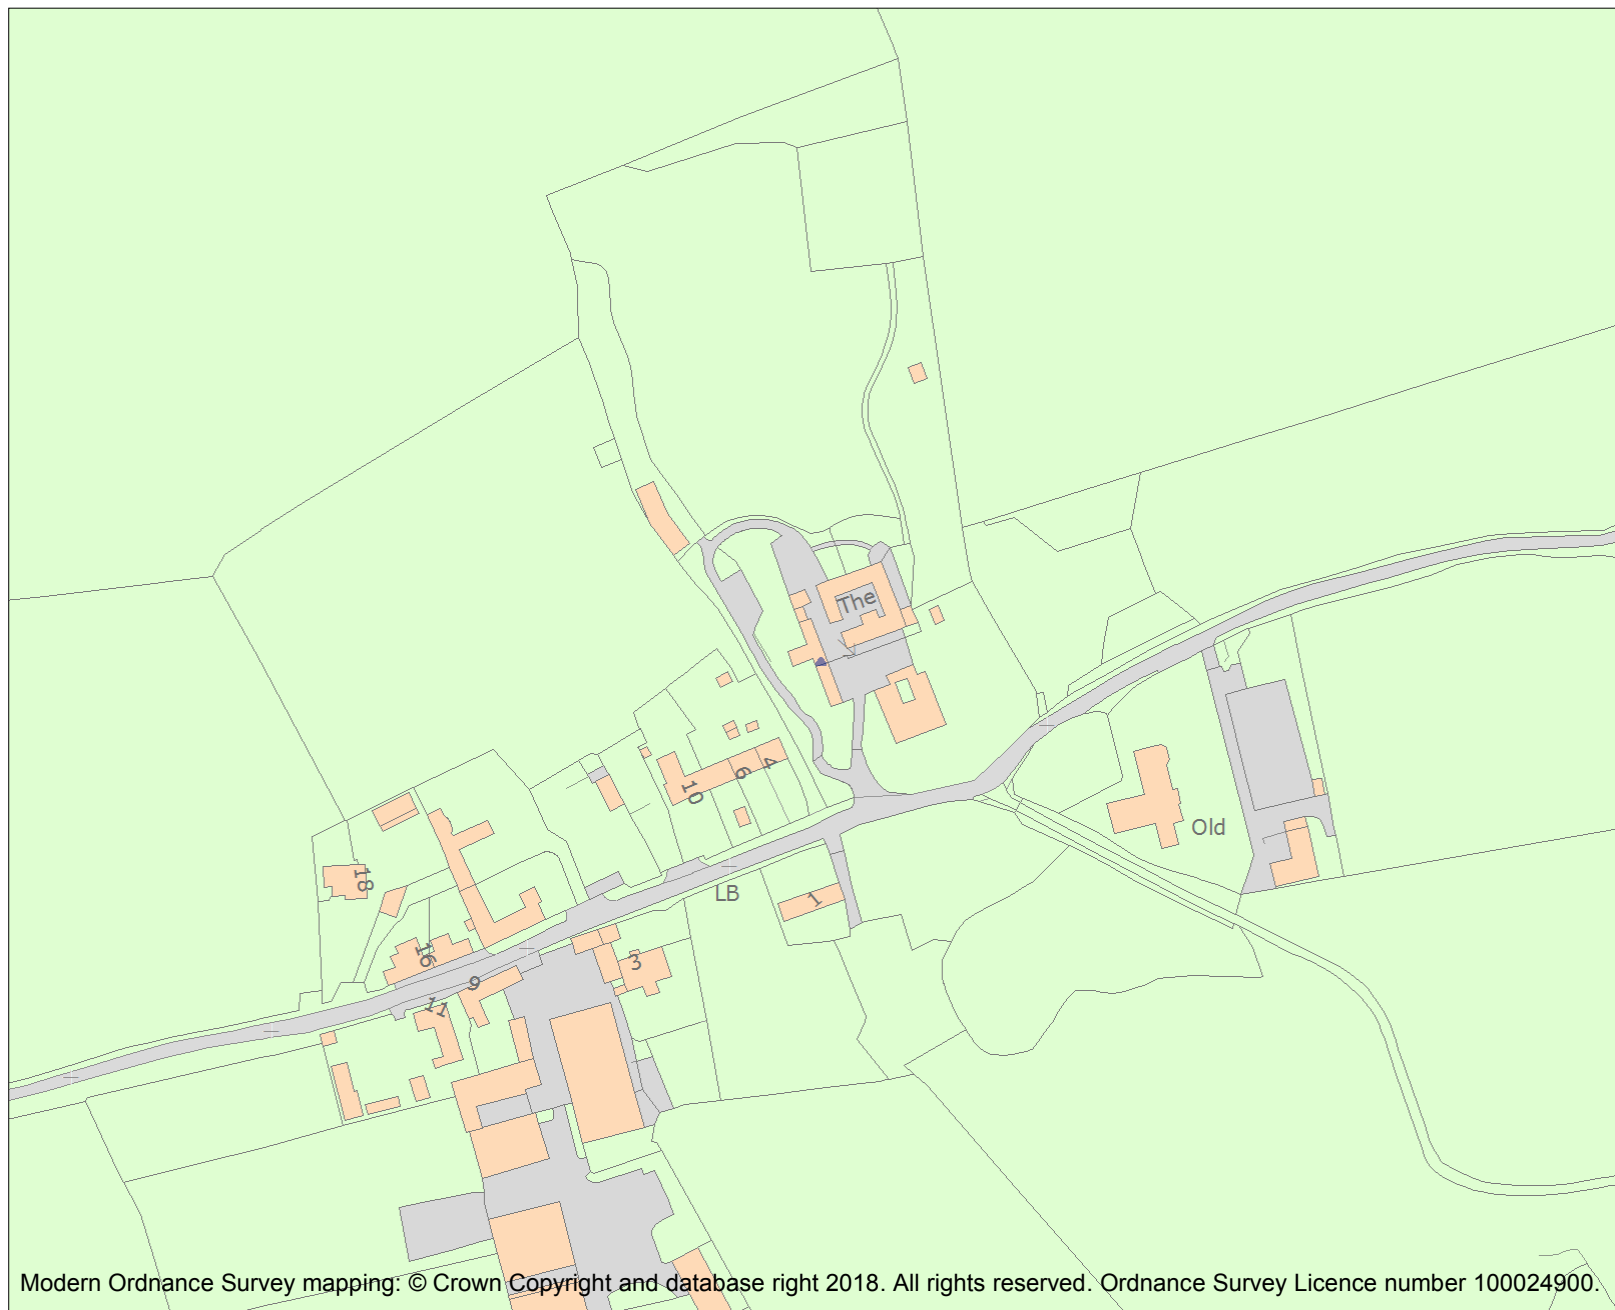 The
4
6
10
Old
18
LB
1
16
3
9
11
Modern Ordnance Survey mapping: © Crown Copyright and database right 2018. All rights reserved. Ordnance Survey Licence number 100024900.